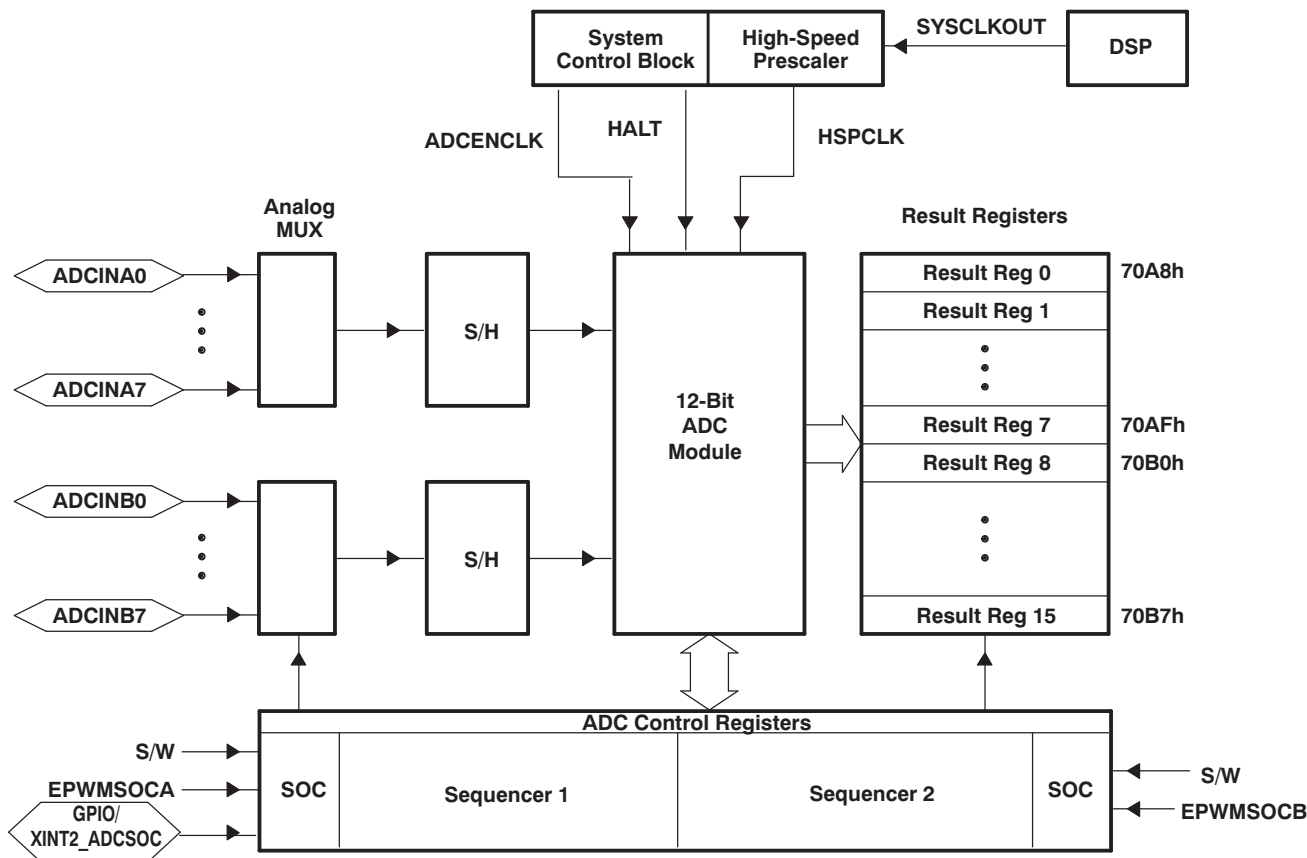 System
Control Block
High-Speed
Prescaler
SYSCLKOUT
DSP
ADCENCLK
HALT
HSPCLK
Analog
MUX
Result Registers
ADCINA0
S/H
Result Reg 0
70A8h
Result Reg 1
ADCINA7
12-Bit
ADC
Module
Result Reg 7
70AFh
Result Reg 8
70B0h
ADCINB0
S/H
ADCINB7
Result Reg 15
70B7h
ADC Control Registers
S/W
EPWMSOCA
GPIO/
XINT2_ADCSOC
SOC
Sequencer 1
Sequencer 2
SOC
S/W
EPWMSOCB